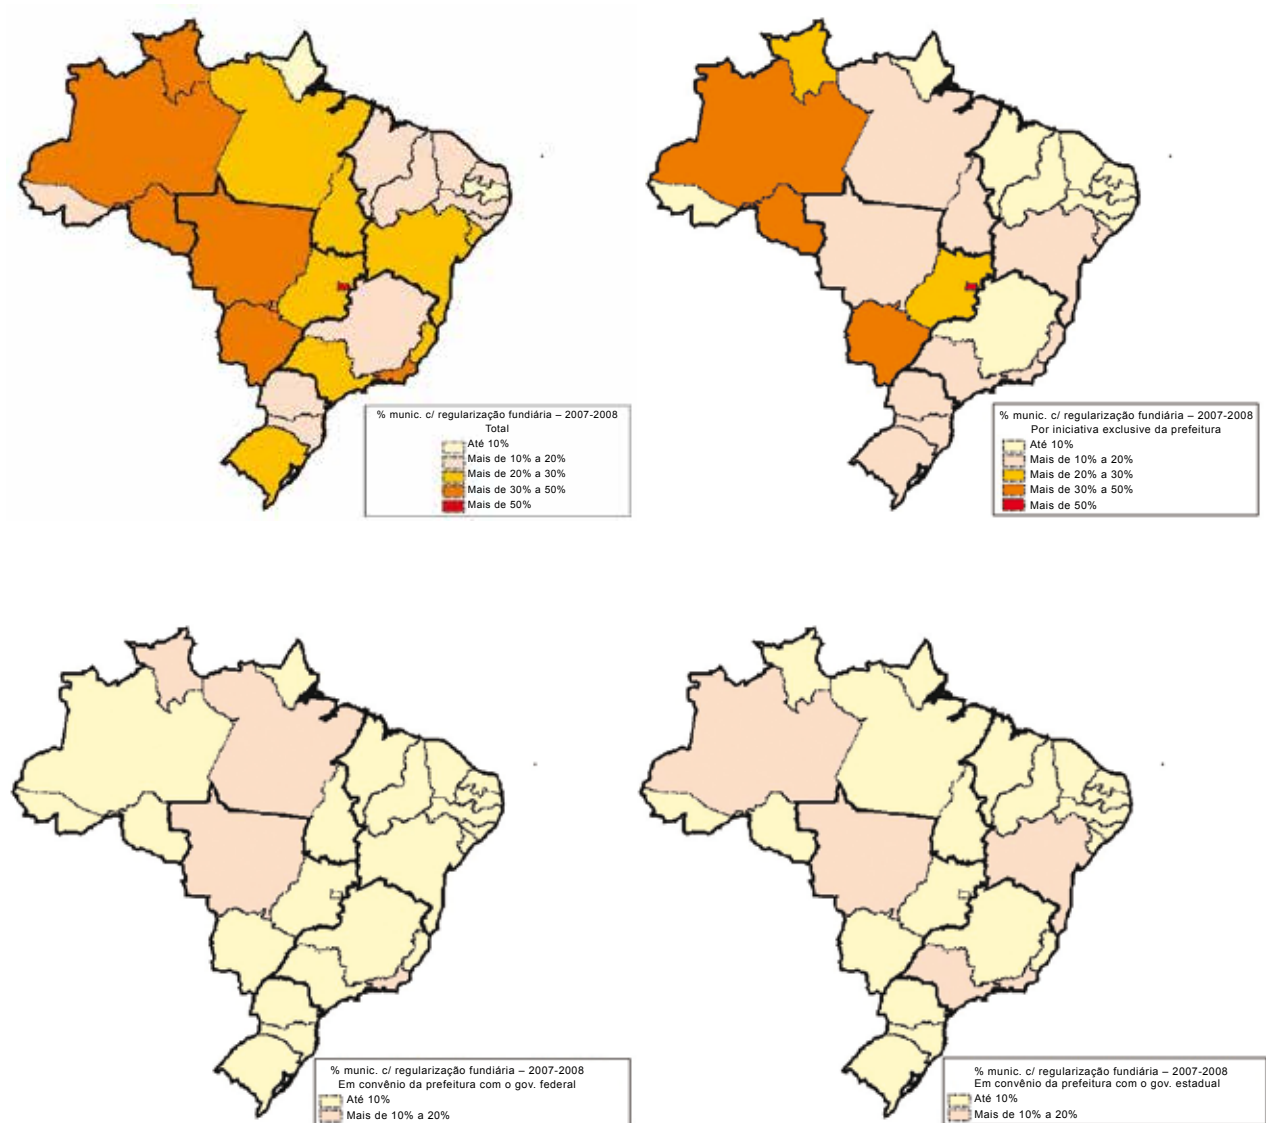 % munic. c/ regularização fundiária – 2007-2008
Total
Até 10%
Mais de 10% a 20%
Mais de 20% a 30%
Mais de 30% a 50%
Mais de 50%
% munic. c/ regularização fundiária – 2007-2008
Por iniciativa exclusive da prefeitura
Até 10%
Mais de 10% a 20%
Mais de 20% a 30%
Mais de 30% a 50%
Mais de 50%
% munic. c/ regularização fundiária – 2007-2008
Em convênio da prefeitura com o gov. federal
Até 10%
Mais de 10% a 20%
% munic. c/ regularização fundiária – 2007-2008
Em convênio da prefeitura com o gov. estadual
Até 10%
Mais de 10% a 20%